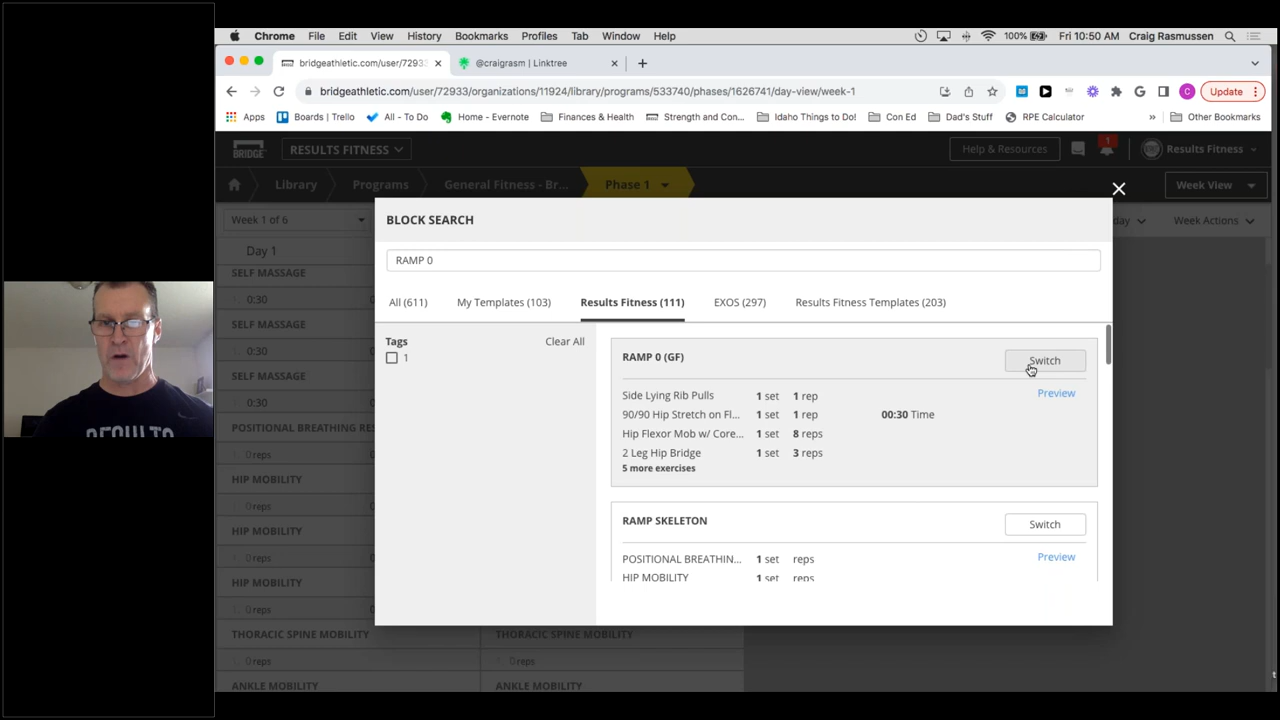 Chrome File Edit View History Bookmarks Profiles Tab Window Help 100% Fri 10:50 AM Craig Rasmussen
bridgeathletic.com/user/72933 @craigrasm | Linktree
bridgeathletic.com/user/72933/organizations/11924/library/programs/533740/phases/1626741/day-view/week-1 Update
Apps Boards | Trello All - To Do Home - Evernote Finances & Health Strength and Con... Idaho Things to Do! Con Ed Dad's Stuff RPE Calculator » Other Bookmarks
BRIDGE RESULTS FITNESS Help & Resources 1 Results Fitness
Library Programs General Fitness - Br... Phase 1 Week View
Week 1 of 6 day Week Actions
Day 1
SELF MASSAGE
0:30
SELF MASSAGE
0:30
SELF MASSAGE
0:30
POSITIONAL BREATHING RES
0 reps
HIP MOBILITY
0 reps
HIP MOBILITY
0 reps
HIP MOBILITY
0 reps
THORACIC SPINE MOBILITY THORACIC SPINE MOBILITY
0 reps 0 reps
ANKLE MOBILITY ANKLE MOBILITY
BLOCK SEARCH
RAMP 0
All (611) My Templates (103) Results Fitness (111) EXOS (297) Results Fitness Templates (203)
Tags Clear All
1
RAMP 0 (GF) Switch
Preview
Side Lying Rib Pulls 1 set 1 rep
90/90 Hip Stretch on Fl... 1 set 1 rep 00:30 Time
Hip Flexor Mob w/ Core... 1 set 8 reps
2 Leg Hip Bridge 1 set 3 reps
5 more exercises
RAMP SKELETON Switch
Preview
POSITIONAL BREATHIN... 1 set reps
HIP MOBILITY 1 set reps
RESULTS